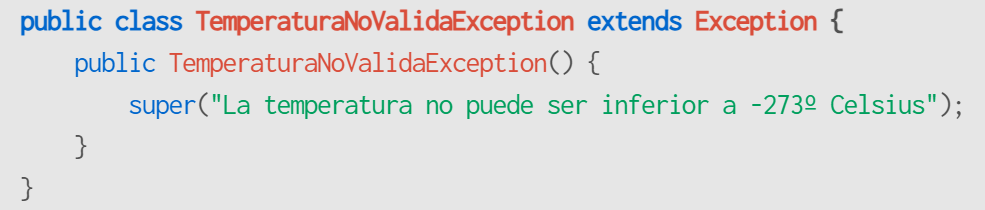 public class TemperaturaNoValidaException extends Exception {
    public TemperaturaNoValidaException() {
        super("La temperatura no puede ser inferior a -273º Celsius");
    }
}